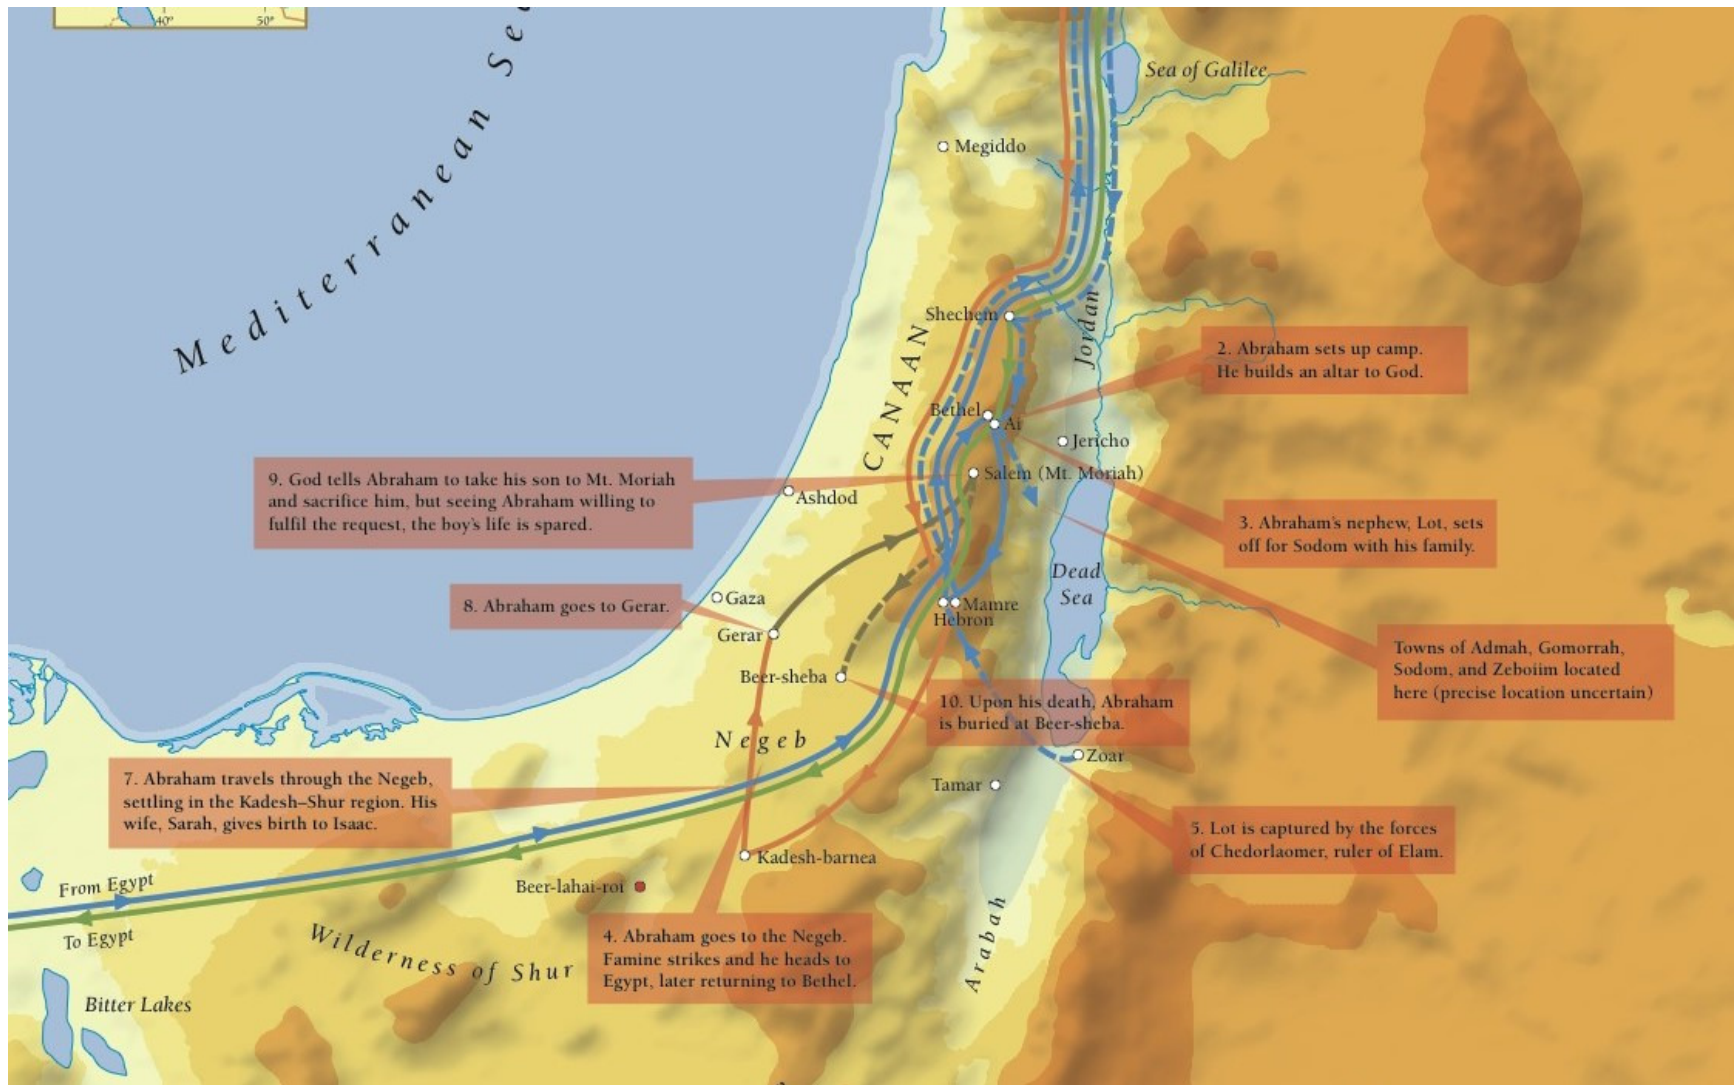 40°
50°
Mediterranean Sea
Sea of Galilee
Megiddo
CANAAN
Shechem
Jordan
2. Abraham sets up camp.
He builds an altar to God.
Bethel
Ai
Jericho
9. God tells Abraham to take his son to Mt. Moriah
and sacrifice him, but seeing Abraham willing to
fulfil the request, the boy's life is spared.
Salem (Mt. Moriah)
Ashdod
3. Abraham's nephew, Lot, sets
off for Sodom with his family.
Dead
Sea
8. Abraham goes to Gerar.
Gaza
Mamre
Hebron
Gerar
Towns of Admah, Gomorrah,
Sodom, and Zeboiim located
here (precise location uncertain)
Beer-sheba
10. Upon his death, Abraham
is buried at Beer-sheba.
Negeb
Zoar
7. Abraham travels through the Negeb,
settling in the Kadesh–Shur region. His
wife, Sarah, gives birth to Isaac.
Tamar
5. Lot is captured by the forces
of Chedorlaomer, ruler of Elam.
Kadesh-barnea
From Egypt
Beer-lahai-roi
To Egypt
Wilderness of Shur
4. Abraham goes to the Negeb.
Famine strikes and he heads to
Egypt, later returning to Bethel.
Arabah
Bitter Lakes